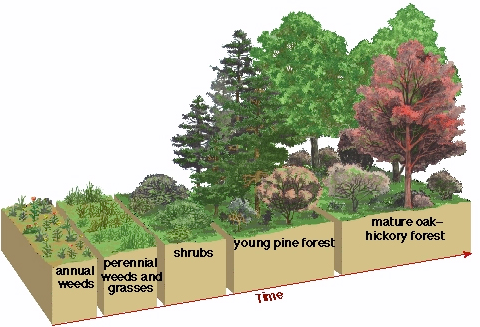 annual
weeds
perennial
weeds and
grasses
shrubs
young pine forest
mature oak–
hickory forest
Time